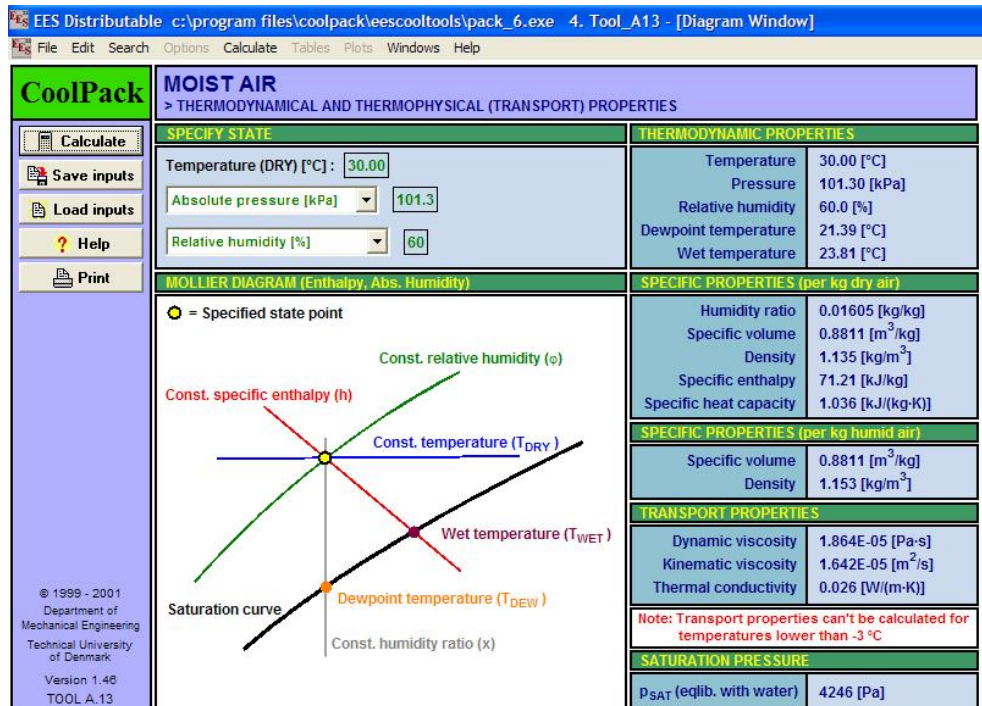 EES Distributable c:\program files\coolpack\eescooltools\pack_6.exe 4. Tool_A13 - [Diagram Window]
File Edit Search Options Calculate Tables Plots Windows Help
CoolPack
MOIST AIR
> THERMODYNAMICAL AND THERMOPHYSICAL (TRANSPORT) PROPERTIES
Calculate
Save inputs
Load inputs
? Help
Print
SPECIFY STATE
Temperature (DRY) [°C] : 30.00
Absolute pressure [kPa] 101.3
Relative humidity [%] 60
MOLLIER DIAGRAM (Enthalpy, Abs. Humidity)
= Specified state point
Const. relative humidity (φ)
Const. specific enthalpy (h)
Const. temperature (T_DRY )
Wet temperature (T_WET )
Dewpoint temperature (T_DEW )
Saturation curve
Const. humidity ratio (x)
THERMODYNAMIC PROPERTIES
Temperature 30.00 [°C]
Pressure 101.30 [kPa]
Relative humidity 60.0 [%]
Dewpoint temperature 21.39 [°C]
Wet temperature 23.81 [°C]
SPECIFIC PROPERTIES (per kg dry air)
Humidity ratio 0.01605 [kg/kg]
Specific volume 0.8811 [m³/kg]
Density 1.135 [kg/m³]
Specific enthalpy 71.21 [kJ/kg]
Specific heat capacity 1.036 [kJ/(kg·K)]
SPECIFIC PROPERTIES (per kg humid air)
Specific volume 0.8811 [m³/kg]
Density 1.153 [kg/m³]
TRANSPORT PROPERTIES
Dynamic viscosity 1.864E-05 [Pa·s]
Kinematic viscosity 1.642E-05 [m²/s]
Thermal conductivity 0.026 [W/(m·K)]
Note: Transport properties can't be calculated for
temperatures lower than -3 °C
SATURATION PRESSURE
p_SAT (eqlib. with water) 4246 [Pa]
© 1999 - 2001
Department of
Mechanical Engineering
Technical University
of Denmark
Version 1.46
TOOL A.13